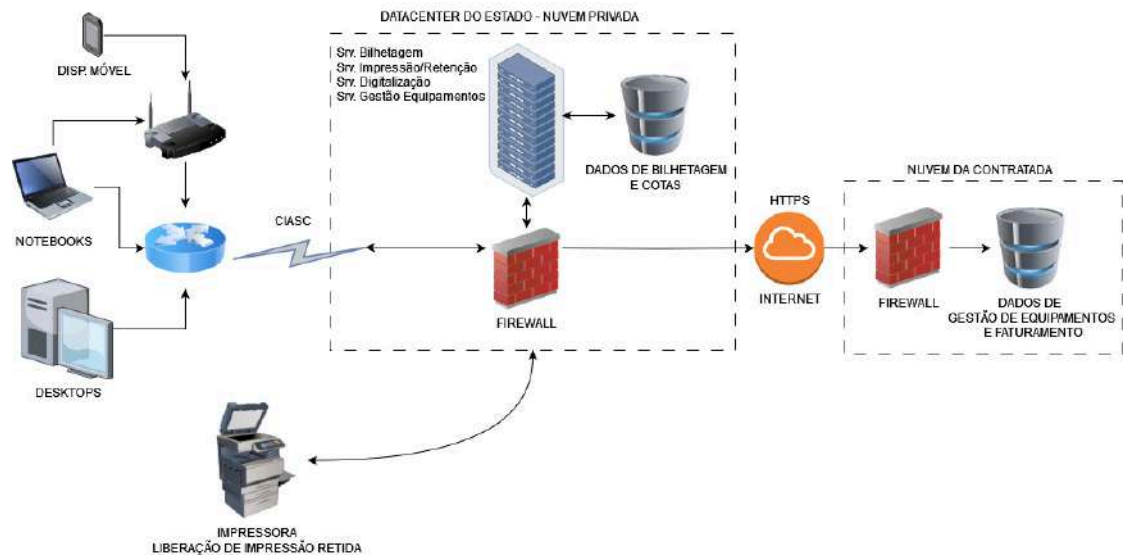 DATACENTER DO ESTADO - NUVEM PRIVADA
DISP. MÓVEL
Srv. Bilhetagem
Srv. Impressão/Retenção
Srv. Digitalização
Srv. Gestão Equipamentos
DADOS DE BILHETAGEM
E COTAS
NOTEBOOKS
CIASC
FIREWALL
HTTPS
INTERNET
NUVEM DA CONTRATADA
FIREWALL
DADOS DE
GESTÃO DE EQUIPAMENTOS
E FATURAMENTO
DESKTOPS
IMPRESSORA
LIBERAÇÃO DE IMPRESSÃO RETIDA